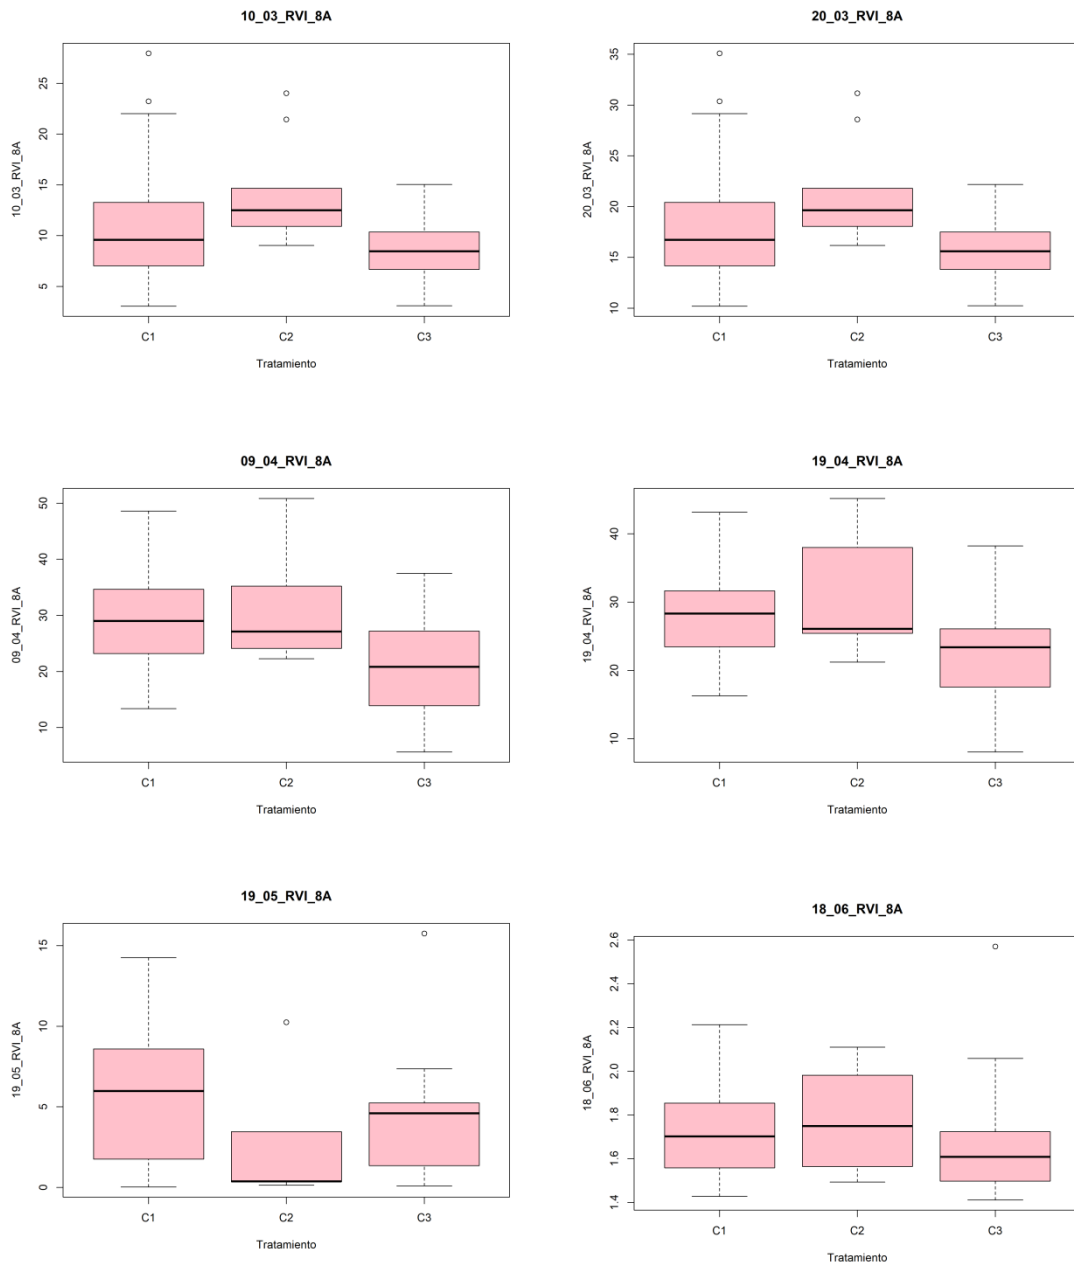 10_03_RVI_8A
10_03_RVI_8A
25
20
15
10
5
C1 C2 C3
Tratamiento
20_03_RVI_8A
20_03_RVI_8A
35
30
25
20
15
10
C1 C2 C3
Tratamiento
09_04_RVI_8A
09_04_RVI_8A
50
40
30
20
10
C1 C2 C3
Tratamiento
19_04_RVI_8A
19_04_RVI_8A
40
30
20
10
C1 C2 C3
Tratamiento
19_05_RVI_8A
19_05_RVI_8A
15
10
5
0
C1 C2 C3
Tratamiento
18_06_RVI_8A
18_06_RVI_8A
2.6
2.4
2.2
2.0
1.8
1.6
1.4
C1 C2 C3
Tratamiento